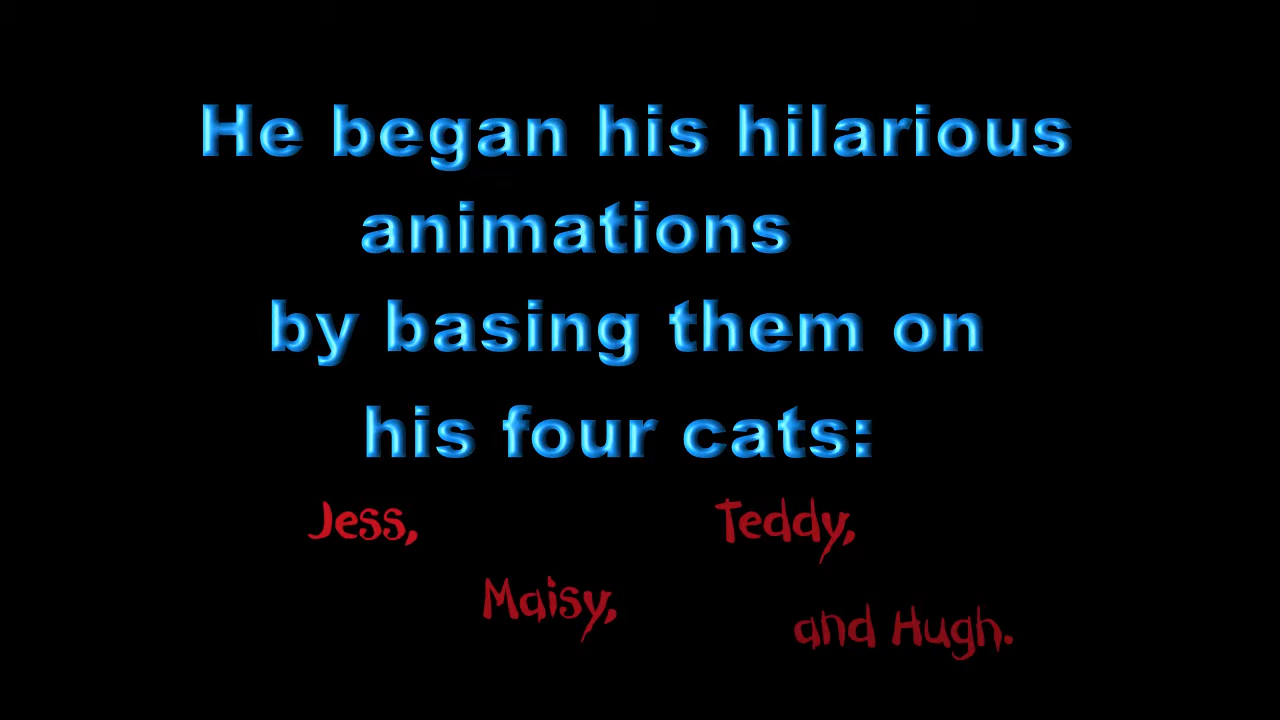 He began his hilarious
animations
by basing them on
his four cats:
Jess,
Maisy,
Teddy,
and Hugh.